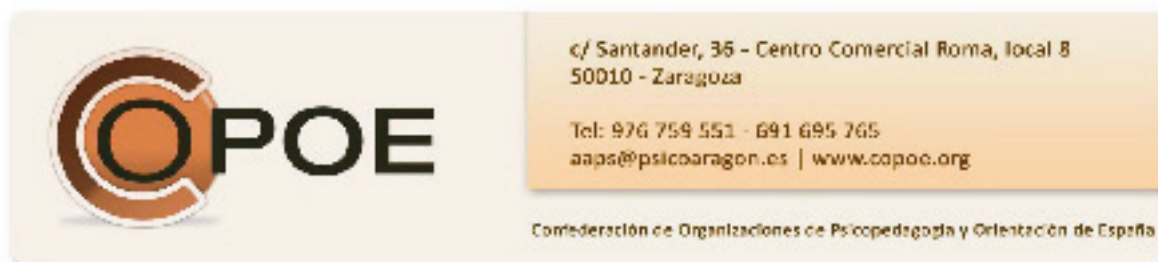 COPOE
c/ Santander, 36 - Centro Comercial Roma, local 8
50010 - Zaragoza
Tel: 976 759 551 - 691 695 765
aaps@psicoaragon.es | www.copoe.org
Confederación de Organizaciones de Psicopedagogía y Orientación de España